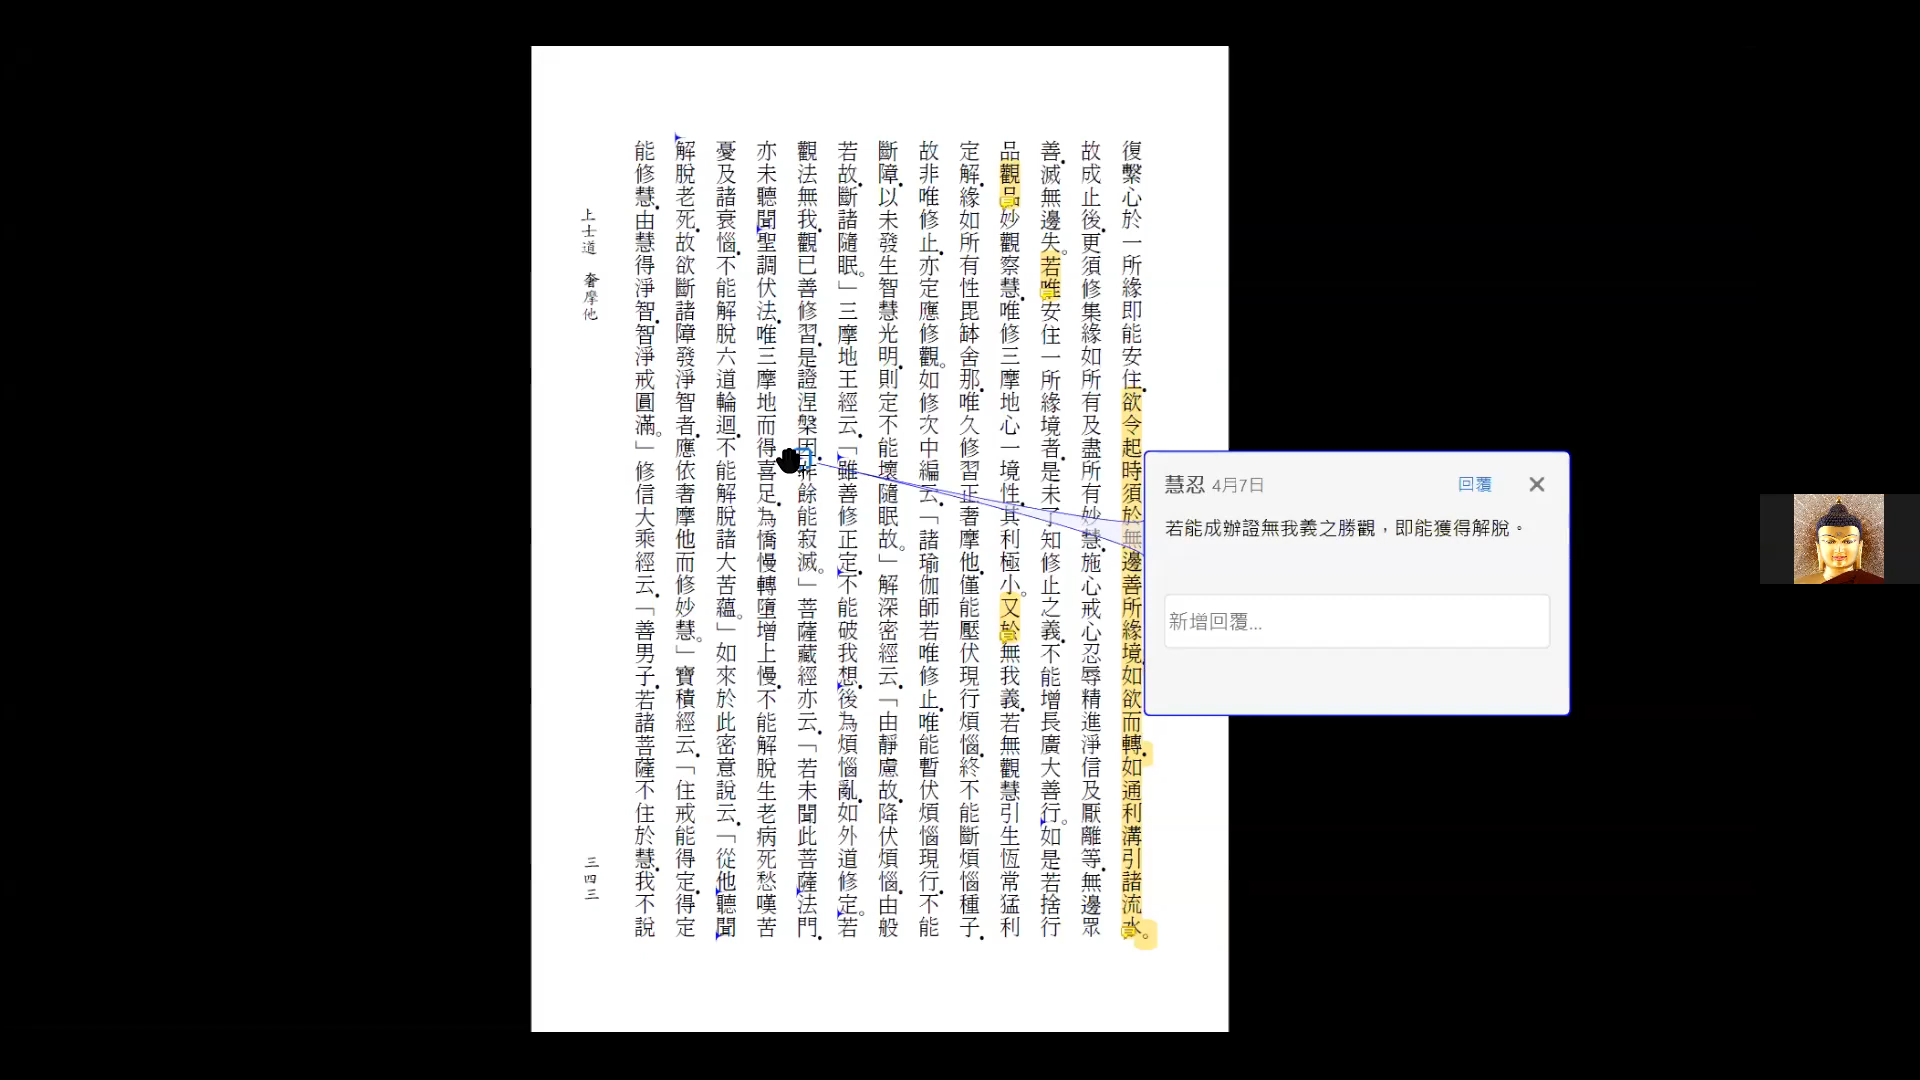 復繫心於一所緣即能安住.欲令起時須於無邊善所緣境如欲而轉.如通利溝引諸流水。
故成止後.更須修集緣如所有及盡所有妙慧.施心戒心忍辱精進淨信及厭離等.無邊眾
善.滅無邊失。若唯安住一所緣境者.是未了知修止之義.不能增長廣大善行。如是若捨行
品觀品妙觀察慧.唯修三摩地心一境性.其利極小。又於無我義.若無觀慧引生恆常猛利
定解.緣如所有性毘缽舍那.唯久修習正奢摩他.僅能壓伏現行煩惱.終不能斷煩惱種子.
故非唯修止.亦定應修觀。如修次中編云.「諸瑜伽師若唯修止.唯能暫伏煩惱現行.不能
斷障.以未發生智慧光明.則定不能壞隨眠故。」解深密經云.「由靜慮故.降伏煩惱.由般
若故.斷諸隨眠。」三摩地王經云.「雖善修正定.不能破我想.後為煩惱亂.如外道修定。若
觀法無我.觀已善修習.是證涅槃因.非餘能寂滅。」菩薩藏經亦云.「若未聞此菩薩法門.
亦未聽聞聖調伏法.唯三摩地而得喜足.為憍慢轉墮增上慢.不能解脫生老病死愁嘆苦
憂及諸衰惱.不能解脫六道輪迴.不能解脫諸大苦蘊。」如來於此密意說云.「從他聽聞
解脫老死.故欲斷諸障發淨智者.應依奢摩他而修妙慧。」寶積經云.「住戒能得定.得定
能修慧.由慧得淨智.智淨戒圓滿。」修信大乘經云.「善男子.若諸菩薩不住於慧.我不說
上士道 奢摩他
三四三
慧忍 4月7日 回覆 ✕
若能成辦證無我義之勝觀，即能獲得解脫。
新增回覆...